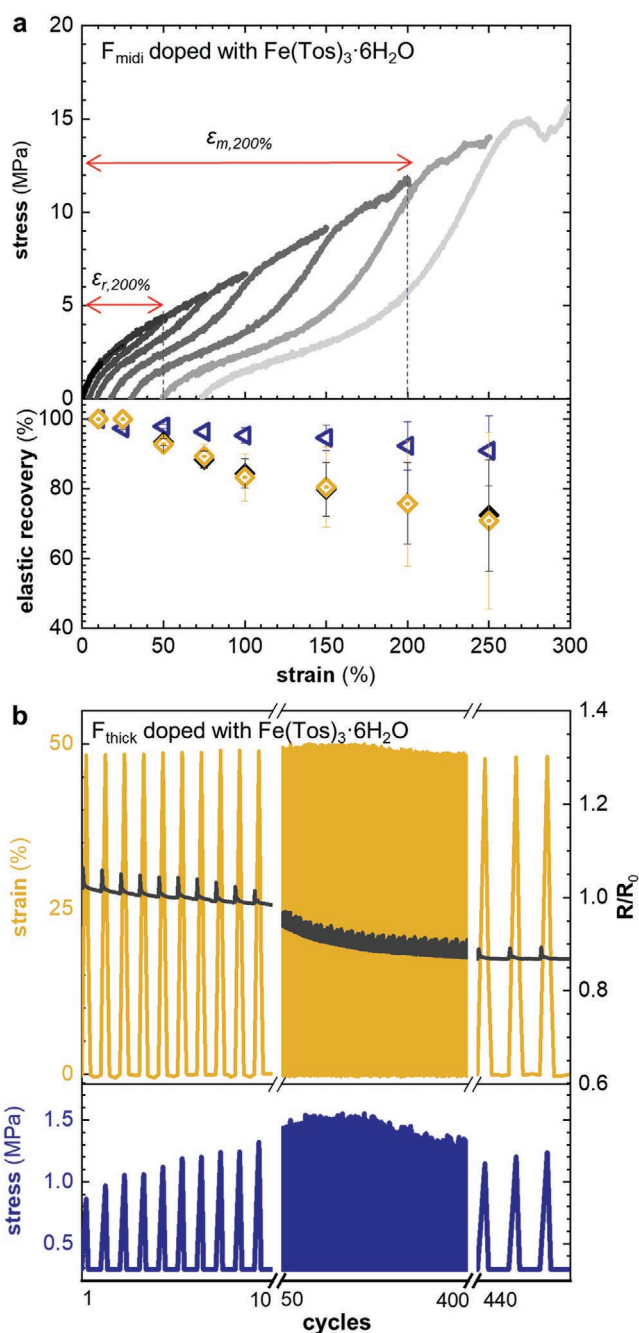 a
F_midi doped with Fe(Tos)₃·6H₂O
20
15
10
5
0
stress (MPa)
ε_m,200%
ε_r,200%
100
80
60
40
elastic recovery (%)
0 50 100 150 200 250 300
strain (%)
b
F_thick doped with Fe(Tos)₃·6H₂O
50
25
0
strain (%)
1.4
1.2
1.0
0.8
0.6
R/R₀
1.5
1.0
0.5
stress (MPa)
1 10 50 400 440
cycles